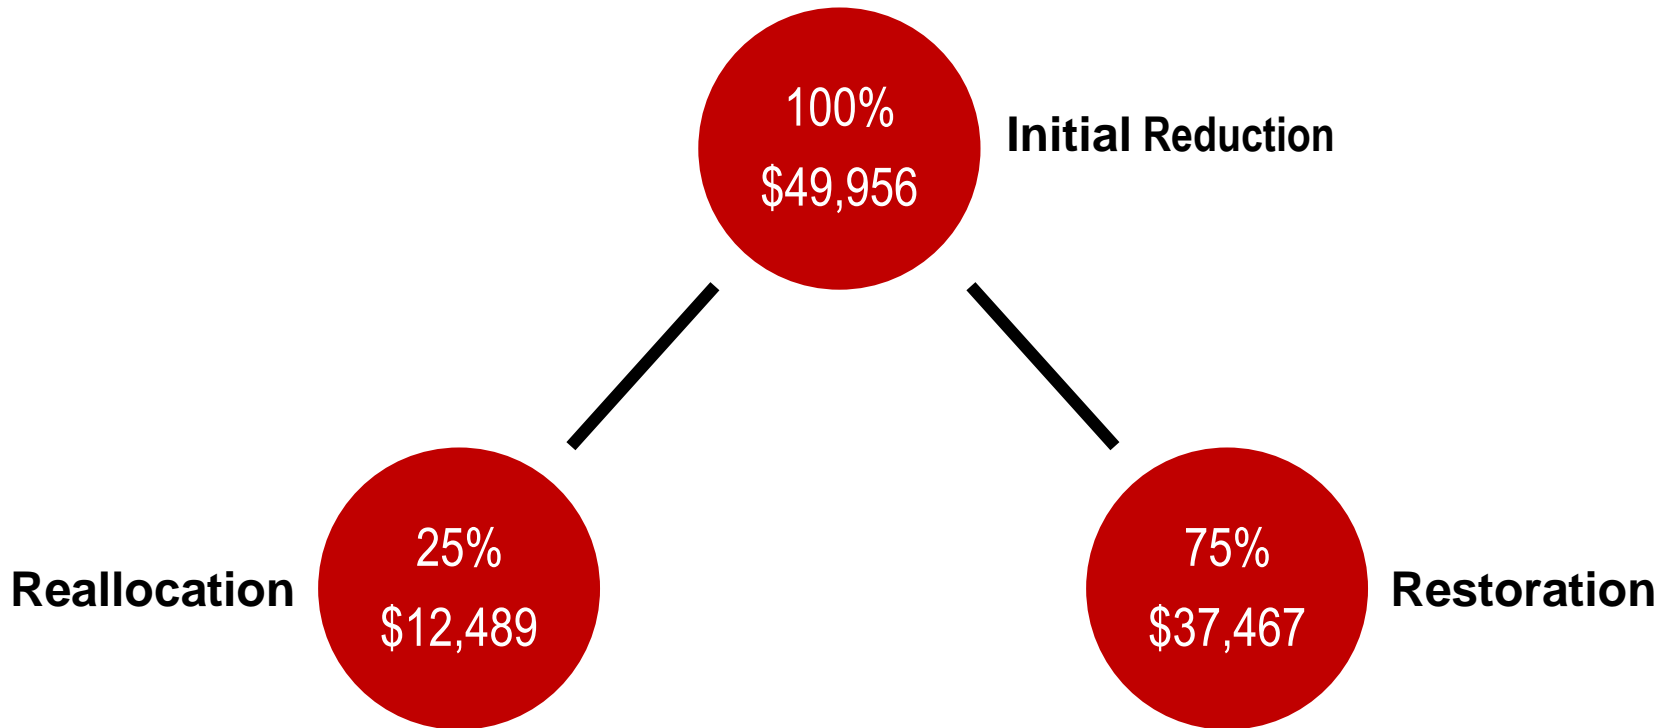 100%
$49,956
Initial Reduction
25%
$12,489
Reallocation
75%
$37,467
Restoration